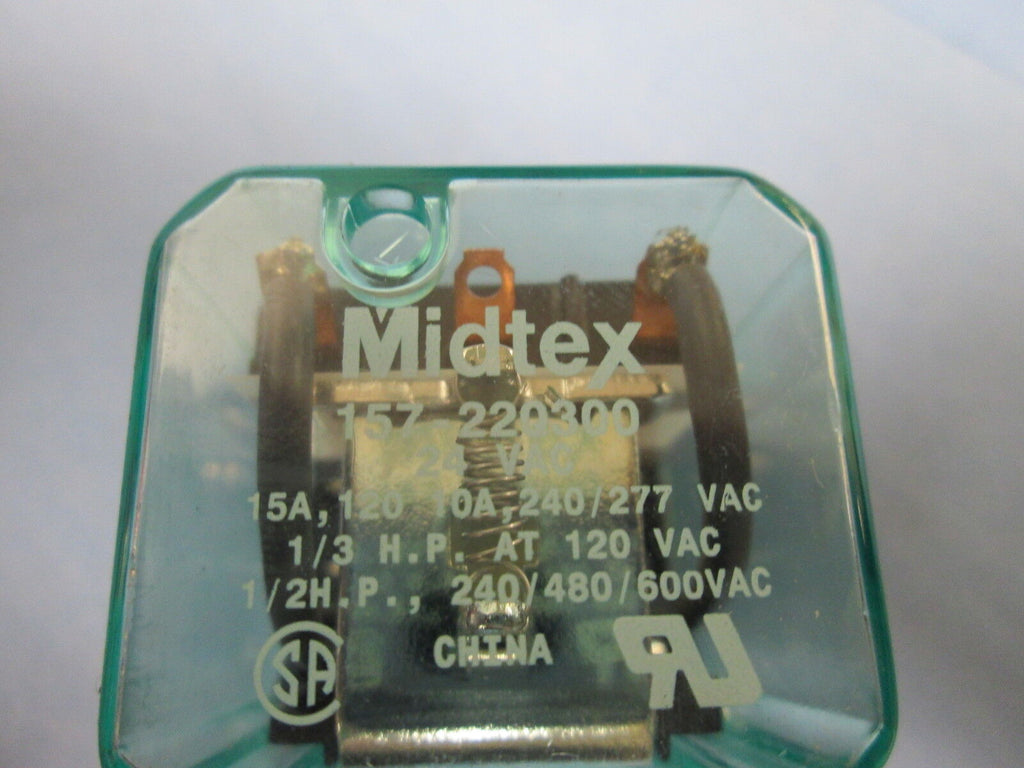 Midtex
157-220300
24 VAC
15A,120 10A,240/277 VAC
1/3 H.P. AT 120 VAC
1/2H.P., 240/480/600VAC
SA CHINA UR